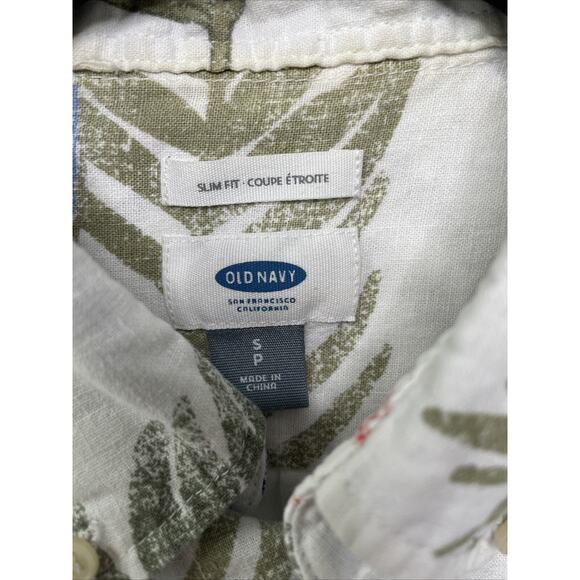 SLIM FIT · COUPE ÉTROITE
OLD NAVY
SAN FRANCISCO
CALIFORNIA
S
P
MADE IN
CHINA